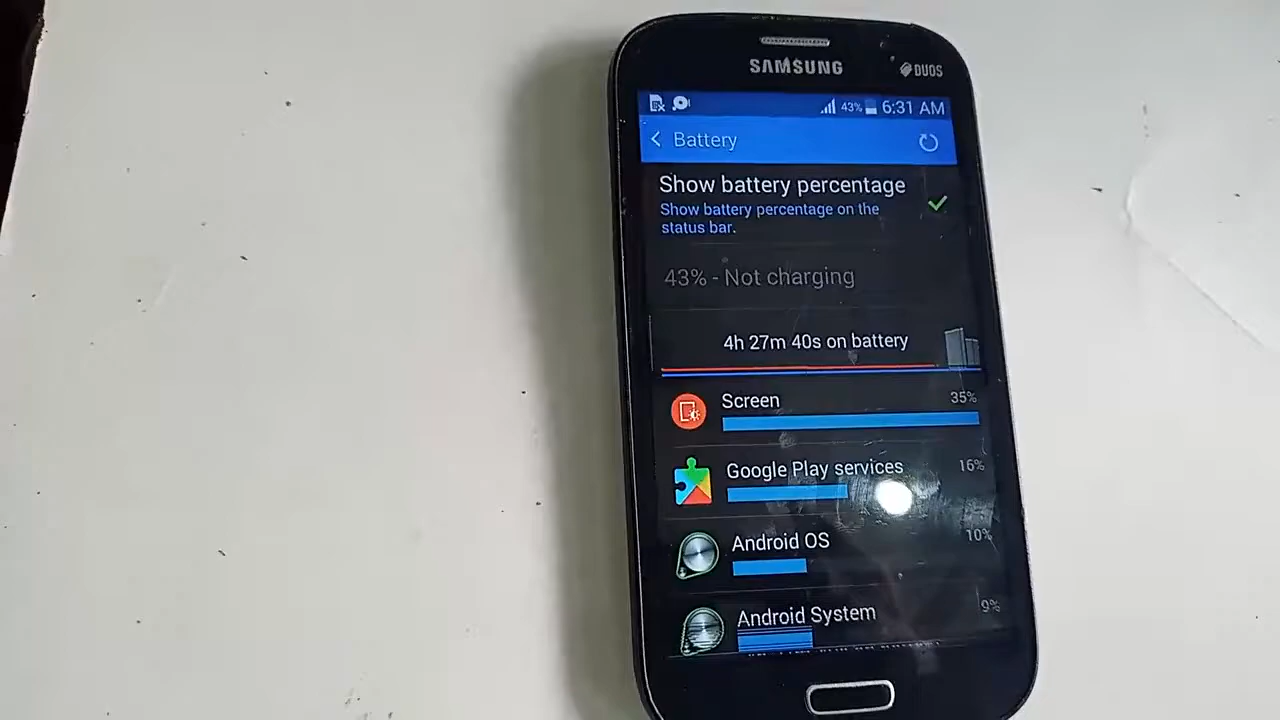 SAMSUNG
DUOS
43% 6:31 AM
Battery
Show battery percentage
Show battery percentage on the
status bar.
43% - Not charging
4h 27m 40s on battery
Screen 35%
Google Play services 16%
Android OS 10%
Android System 9%